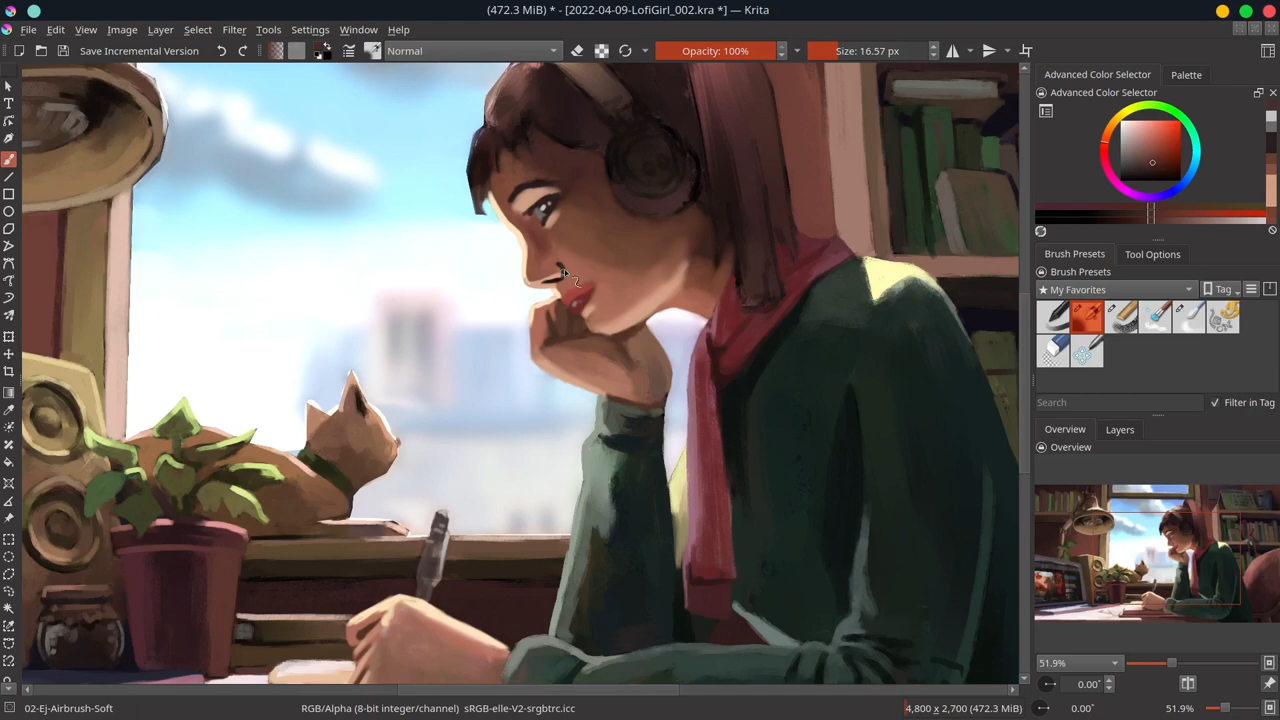 (472.3 MiB) * - [2022-04-09-LofiGirl_002.kra *] — Krita
File Edit View Image Layer Select Filter Tools Settings Window Help
Save Incremental Version Normal Opacity: 100% Size: 16.57 px
Advanced Color Selector Palette
Advanced Color Selector
Brush Presets Tool Options
Brush Presets
★ My Favorites Tag
Search Filter in Tag
Overview Layers
Overview
51.9%
0.00°
02-Ej-Airbrush-Soft RGB/Alpha (8-bit integer/channel) sRGB-elle-V2-srgbtrc.icc 4,800 x 2,700 (472.3 MiB) 0.00° 51.9%